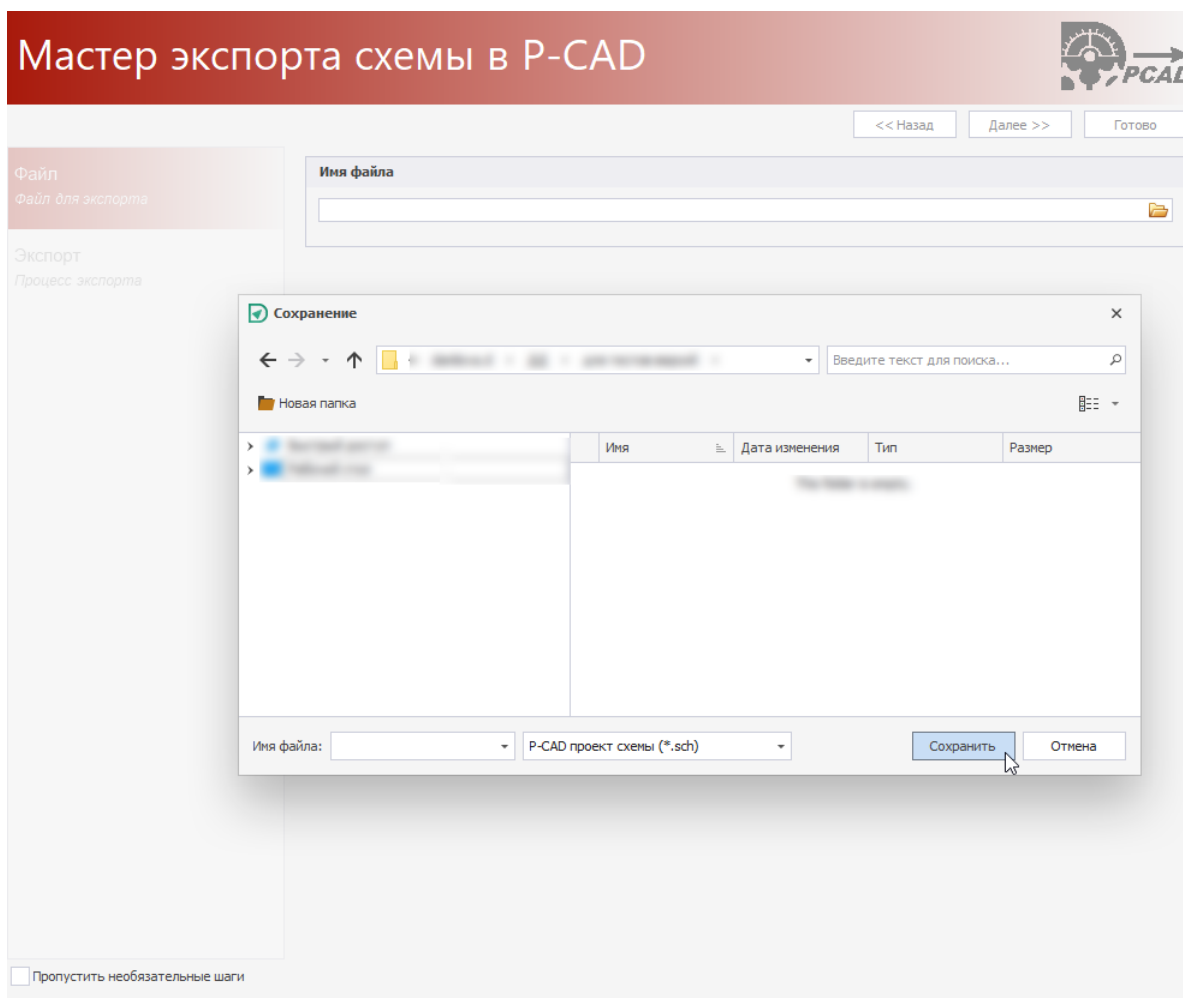 Мастер экспорта схемы в P-CAD
PCAD
<< Назад
Далее >>
Готово
Файл
Файл для экспорта
Имя файла
Экспорт
Процесс экспорта
Сохранение
Введите текст для поиска...
Новая папка
Имя
Дата изменения
Тип
Размер
Имя файла:
P-CAD проект схемы (*.sch)
Сохранить
Отмена
Пропустить необязательные шаги